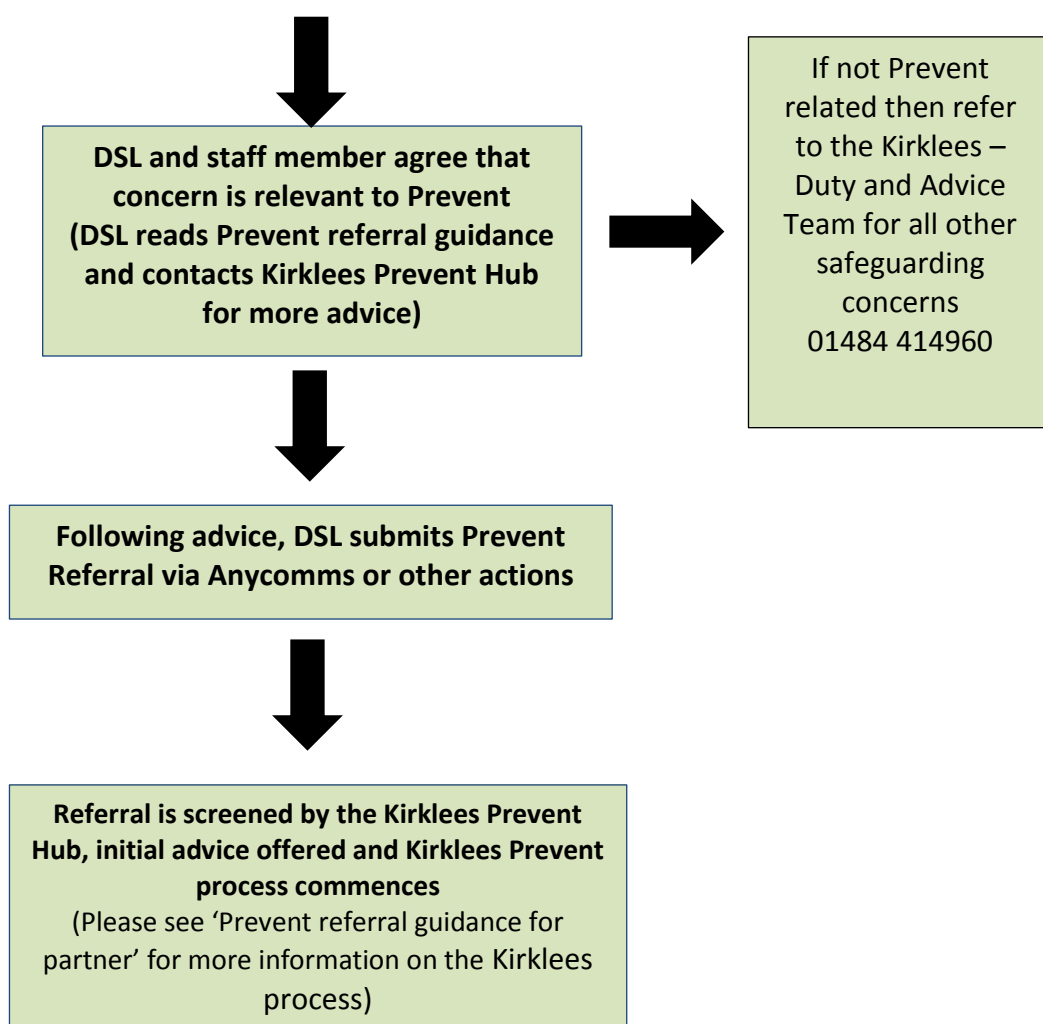 DSL and staff member agree that
concern is relevant to Prevent
(DSL reads Prevent referral guidance
and contacts Kirklees Prevent Hub
for more advice)
If not Prevent
related then refer
to the Kirklees –
Duty and Advice
Team for all other
safeguarding
concerns
01484 414960
Following advice, DSL submits Prevent
Referral via Anycomms or other actions
Referral is screened by the Kirklees Prevent
Hub, initial advice offered and Kirklees Prevent
process commences
(Please see ‘Prevent referral guidance for
partner’ for more information on the Kirklees
process)